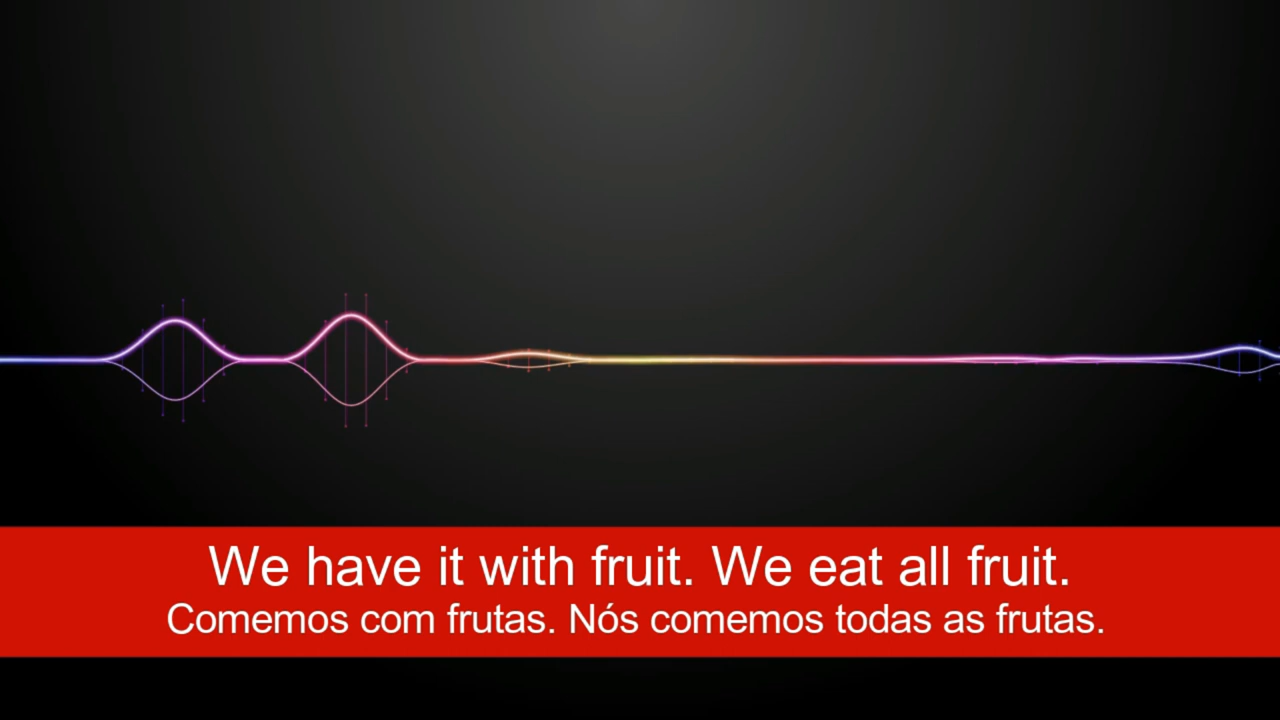 We have it with fruit. We eat all fruit.
Comemos com frutas. Nós comemos todas as frutas.